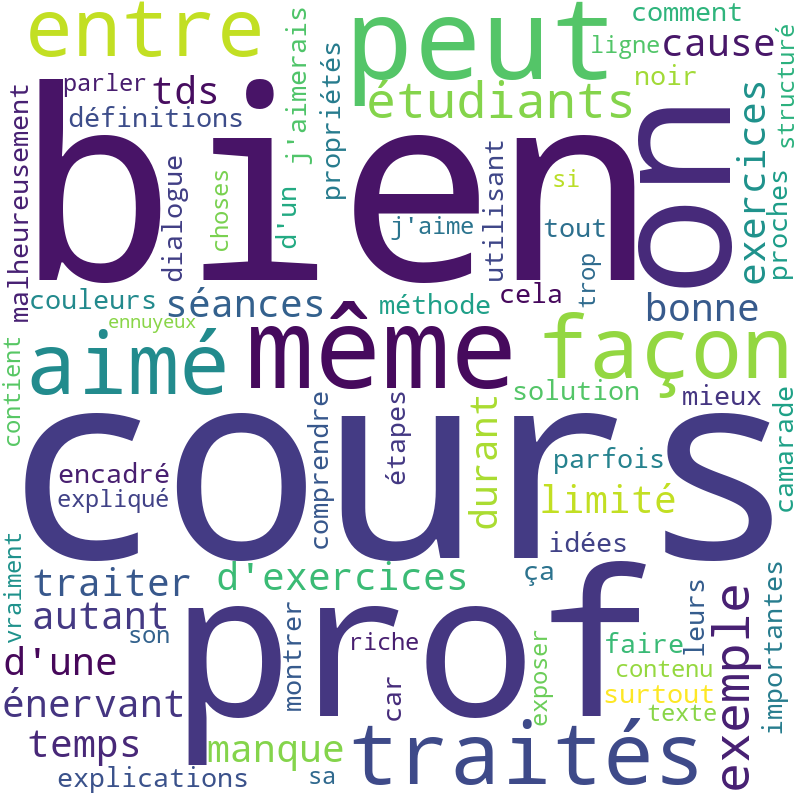 entre
peut
comment
ligne
cause
noir
structuré
parler
tds
définitions
j'aimerais
propriétés
étudiants
exercices
malheureusement
bien
on
dialogue
choses
d'un
j'aime
utilisant
si
tout
trop
proches
couleurs
séances
ennuyeux
méthode
cela
bonne
contient
aimé
même
façon
solution
mieux
camarade
cours
encadré
expliqué
comprendre
étapes
durant
parfois
limité
idées
ça
vraiment
traiter
d'exercices
autant
son
prof
d'une
montrer
riche
car
exposer
faire
leurs
contenu
surtout
texte
exemple
importantes
énervant
temps
manque
traités
explications
sa